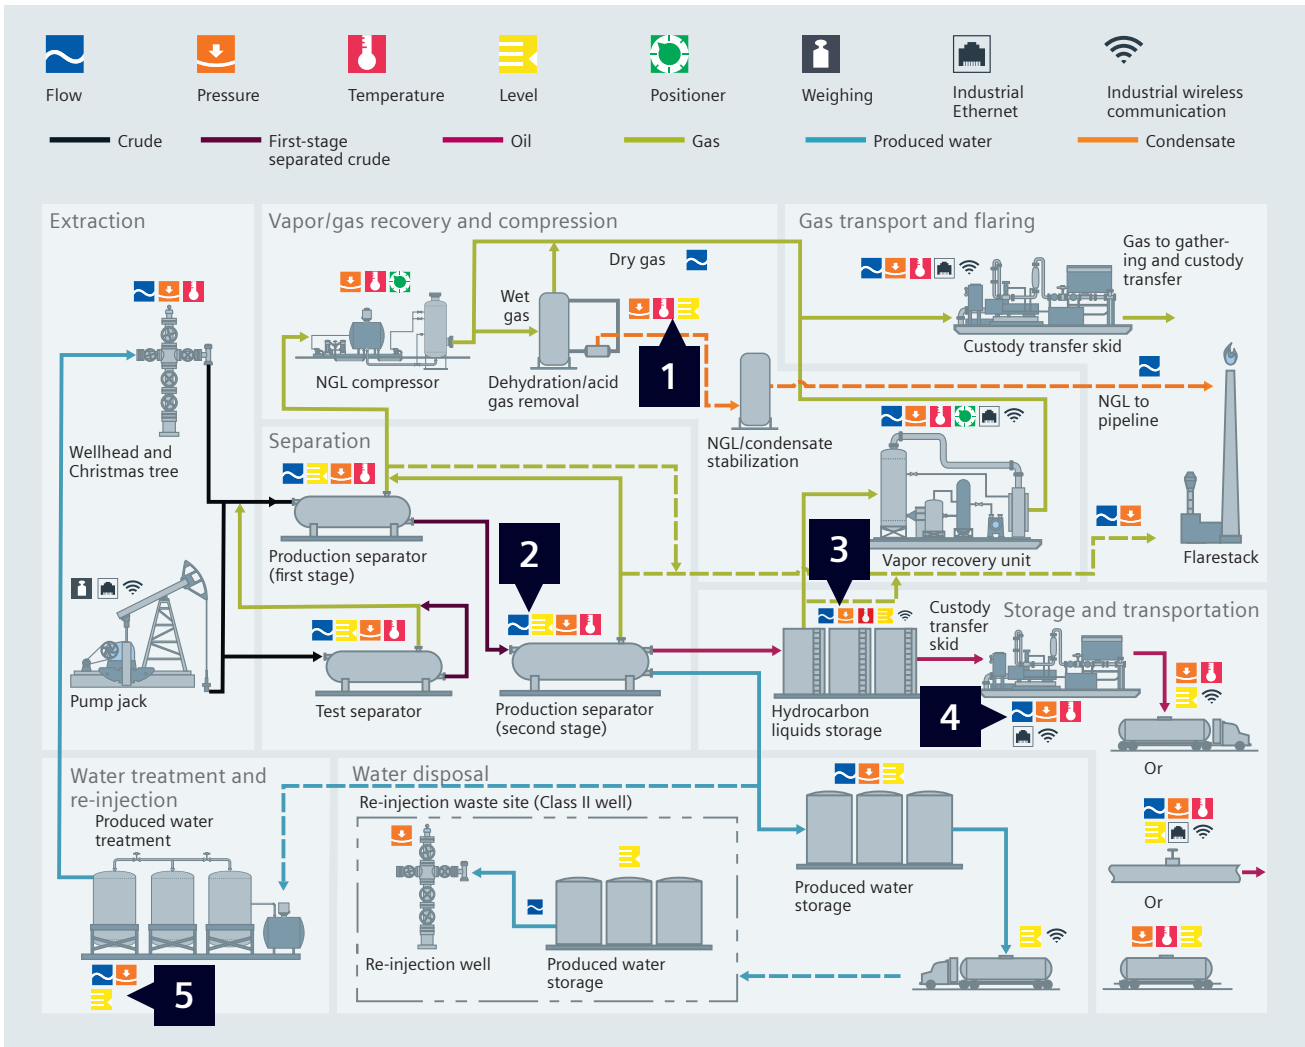 Flow
Pressure
Temperature
Level
Positioner
Weighing
Industrial
Ethernet
Industrial wireless
communication
Crude
First-stage
separated crude
Oil
Gas
Produced water
Condensate
Extraction
Vapor/gas recovery and compression
Gas transport and flaring
Wellhead and
Christmas tree
Pump jack
NGL compressor
Wet
gas
Dry gas
Dehydration/acid
gas removal
1
NGL/condensate
stabilization
Gas to gather-
ing and custody
transfer
Custody transfer skid
NGL to
pipeline
Vapor recovery unit
Flarestack
Separation
Production separator
(first stage)
2
Test separator
Production separator
(second stage)
3
Storage and transportation
Custody
transfer
skid
Hydrocarbon
liquids storage
4
Or
Or
Water treatment and
re-injection
Produced water
treatment
5
Water disposal
Re-injection waste site (Class II well)
Re-injection well
Produced water
storage
Produced water
storage